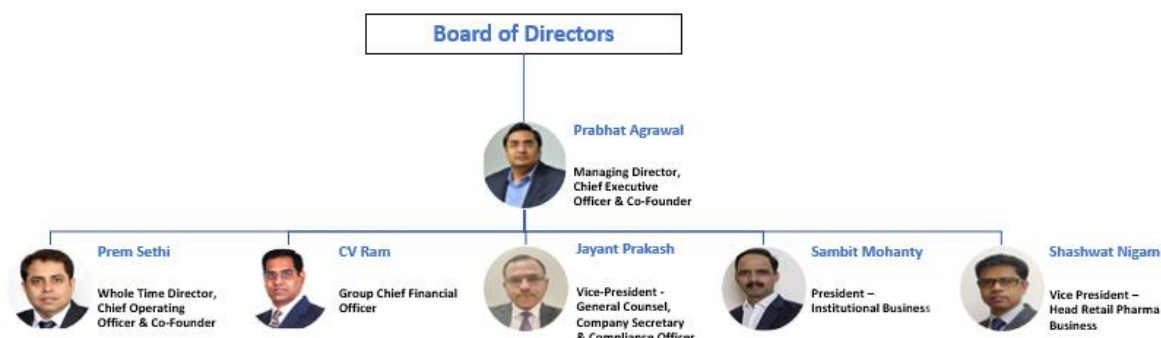 Board of Directors
Prabhat Agrawal
Managing Director,
Chief Executive
Officer & Co-Founder
Prem Sethi
Whole Time Director,
Chief Operating
Officer & Co-Founder
CV Ram
Group Chief Financial
Officer
Jayant Prakash
Vice-President -
General Counsel,
Company Secretary
& Compliance Officer
Sambit Mohanty
President –
Institutional Business
Shashwat Nigam
Vice President –
Head Retail Pharma
Business